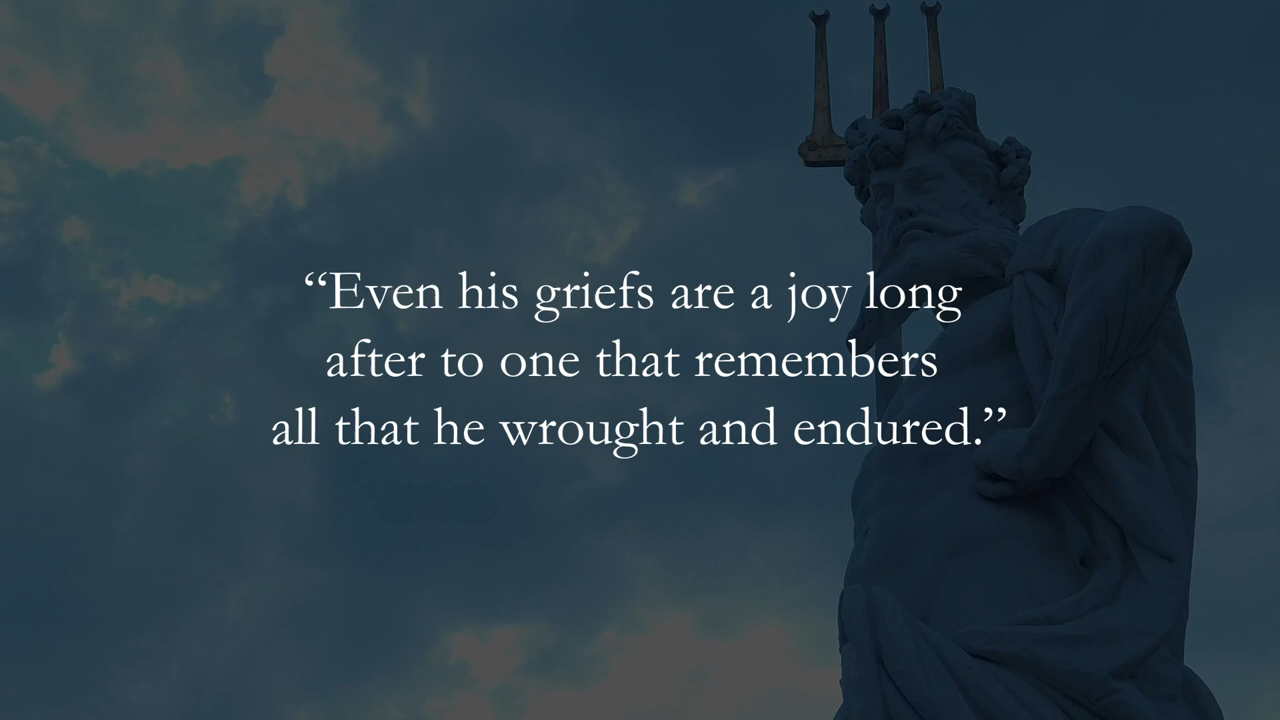 “Even his griefs are a joy long
after to one that remembers
all that he wrought and endured.”